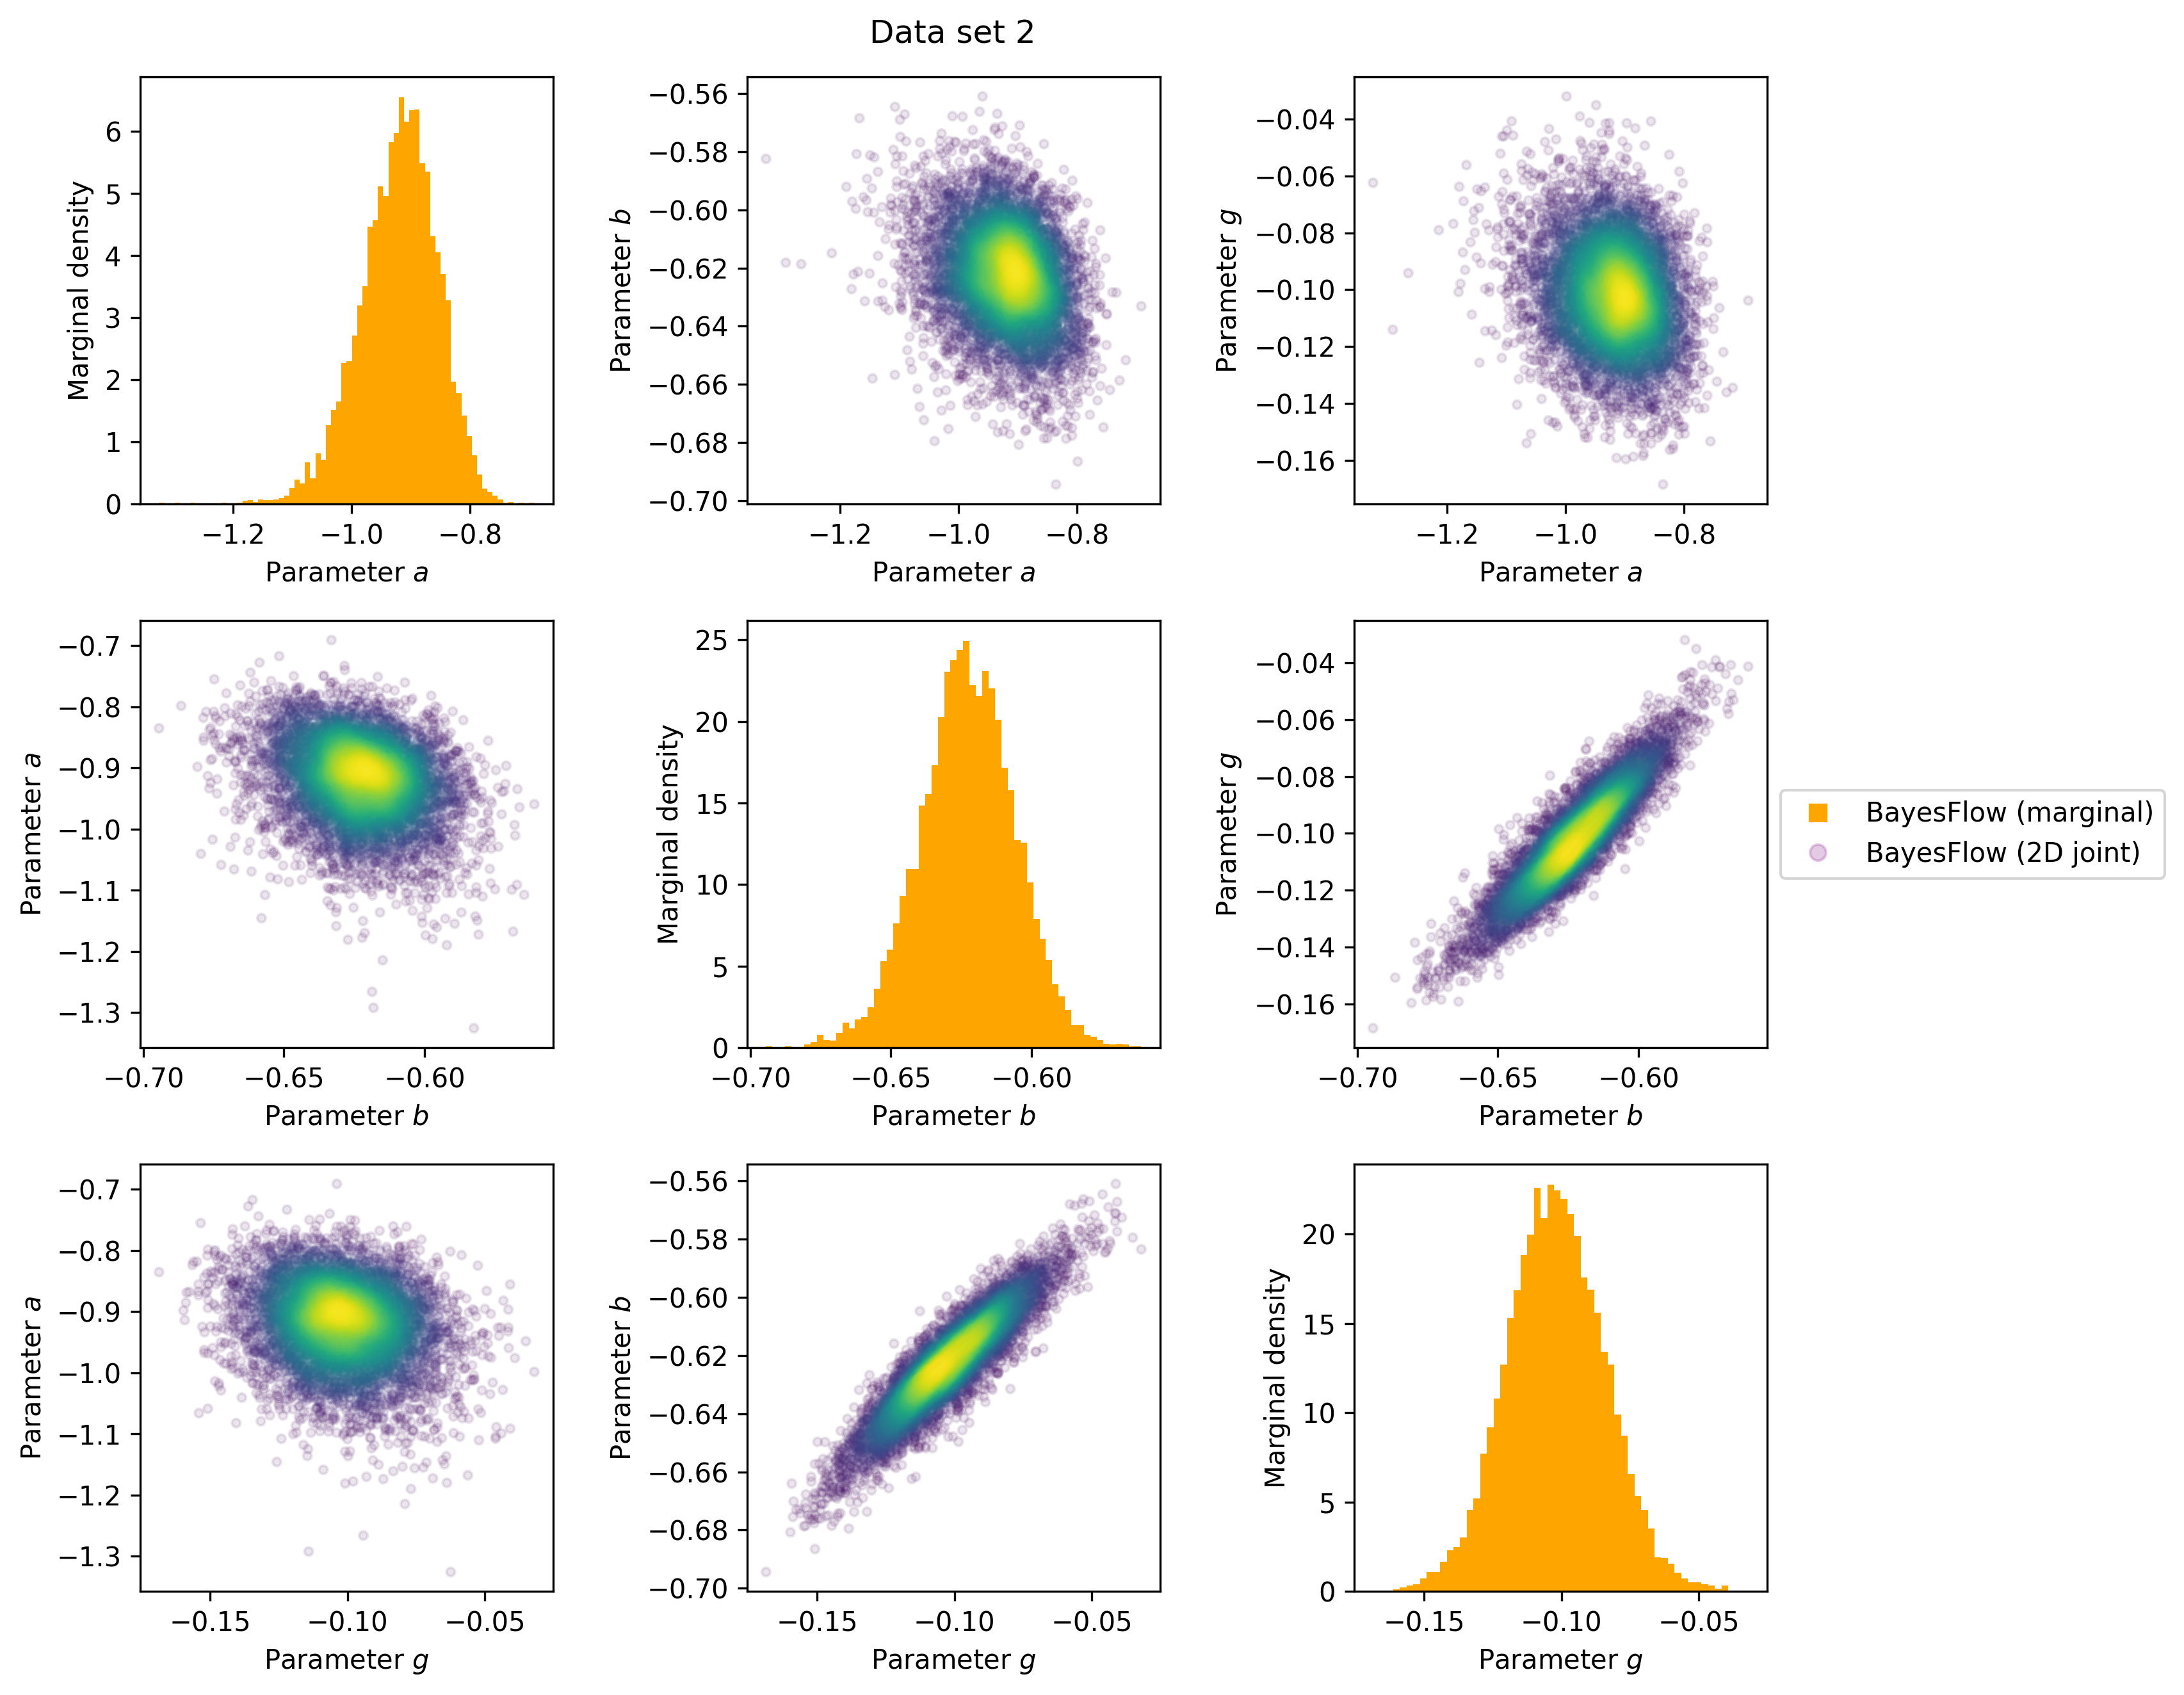 Data set 2
Marginal density
6
5
4
3
2
1
0
−1.2 −1.0 −0.8
Parameter a
Parameter b
−0.56
−0.58
−0.60
−0.62
−0.64
−0.66
−0.68
−0.70
−1.2 −1.0 −0.8
Parameter a
Parameter g
−0.04
−0.06
−0.08
−0.10
−0.12
−0.14
−0.16
−1.2 −1.0 −0.8
Parameter a
Parameter a
−0.7
−0.8
−0.9
−1.0
−1.1
−1.2
−1.3
−0.70 −0.65 −0.60
Parameter b
Marginal density
25
20
15
10
5
0
−0.70 −0.65 −0.60
Parameter b
Parameter g
−0.04
−0.06
−0.08
−0.10
−0.12
−0.14
−0.16
−0.70 −0.65 −0.60
Parameter b
BayesFlow (marginal)
BayesFlow (2D joint)
Parameter a
−0.7
−0.8
−0.9
−1.0
−1.1
−1.2
−1.3
−0.15 −0.10 −0.05
Parameter g
Parameter b
−0.56
−0.58
−0.60
−0.62
−0.64
−0.66
−0.68
−0.70
−0.15 −0.10 −0.05
Parameter g
Marginal density
20
15
10
5
0
−0.15 −0.10 −0.05
Parameter g